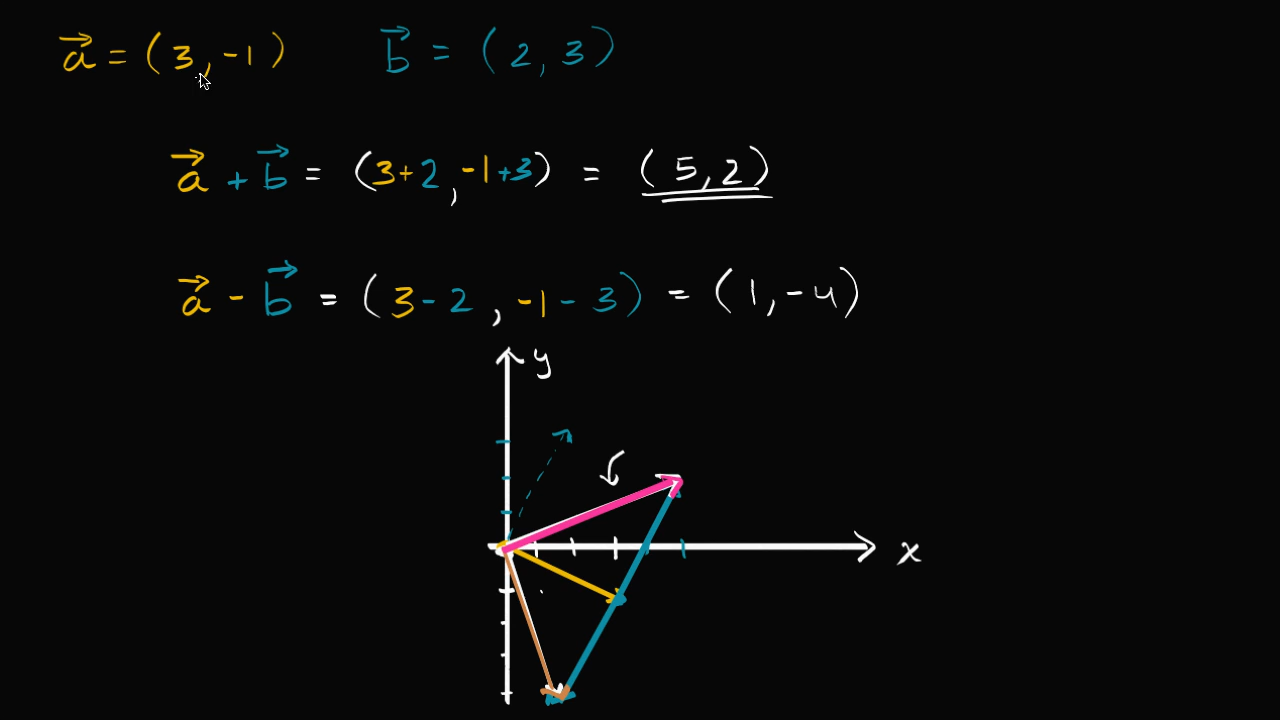 a⃗ = (3, -1)    b⃗ = (2, 3)
a⃗ + b⃗ = (3+2, -1+3) = (5, 2)
a⃗ - b⃗ = (3-2, -1-3) = (1, -4)
y
x